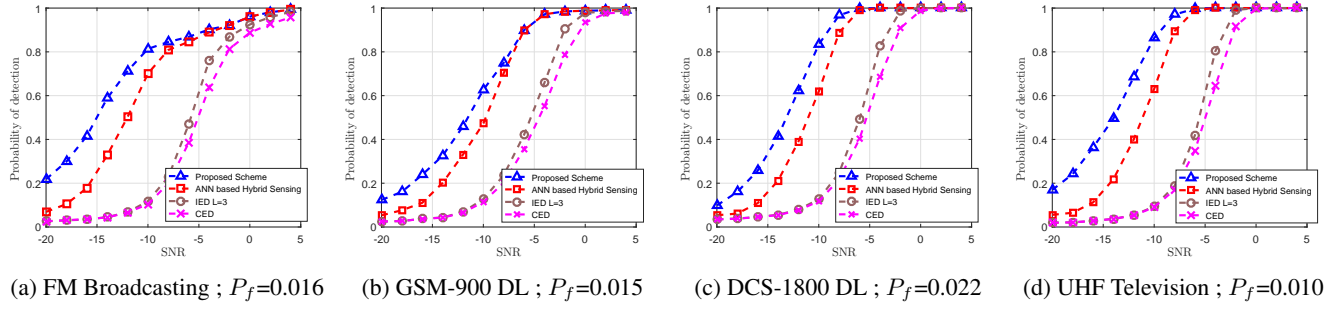 Probability of detection
1
0.8
0.6
0.4
0.2
0
-20 -15 -10 -5 0 5
SNR
Proposed Scheme
ANN based Hybrid Sensing
IED L=3
CED
(a) FM Broadcasting ; P_f=0.016
Probability of detection
1
0.8
0.6
0.4
0.2
0
-20 -15 -10 -5 0 5
SNR
Proposed Scheme
ANN based Hybrid Sensing
IED L=3
CED
(b) GSM-900 DL ; P_f=0.015
Probability of detection
1
0.8
0.6
0.4
0.2
0
-20 -15 -10 -5 0 5
SNR
Proposed Scheme
ANN based Hybrid Sensing
IED L=3
CED
(c) DCS-1800 DL ; P_f=0.022
Probability of detection
1
0.8
0.6
0.4
0.2
0
-20 -15 -10 -5 0 5
SNR
Proposed Scheme
ANN based Hybrid Sensing
IED L=3
CED
(d) UHF Television ; P_f=0.010